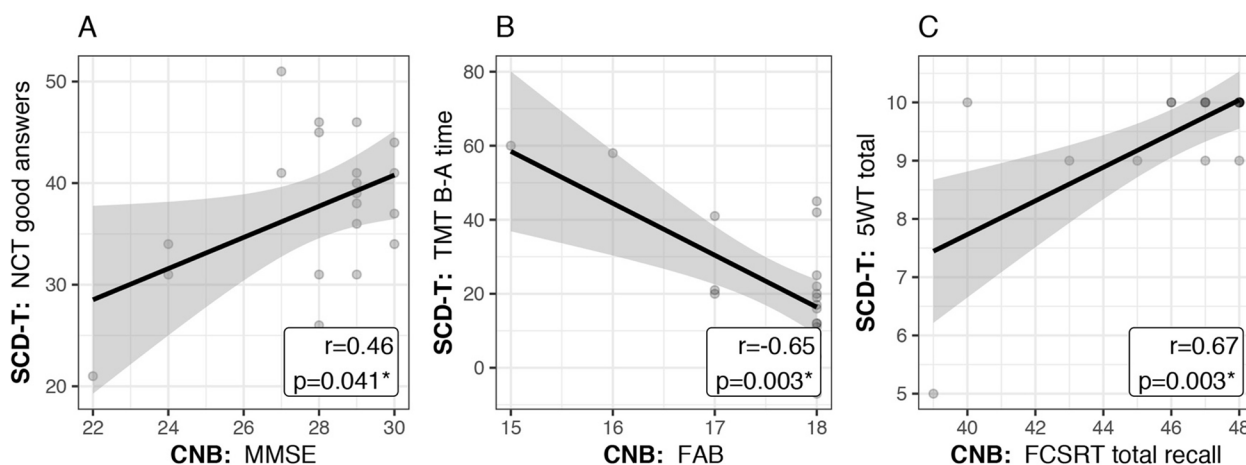 A
SCD-T: NCT good answers
50
40
30
20
r=0.46
p=0.041*
22 24 26 28 30
CNB: MMSE
B
SCD-T: TMT B-A time
80
60
40
20
0
r=-0.65
p=0.003*
15 16 17 18
CNB: FAB
C
SCD-T: 5WT total
10
9
8
7
6
5
r=0.67
p=0.003*
40 42 44 46 48
CNB: FCSRT total recall